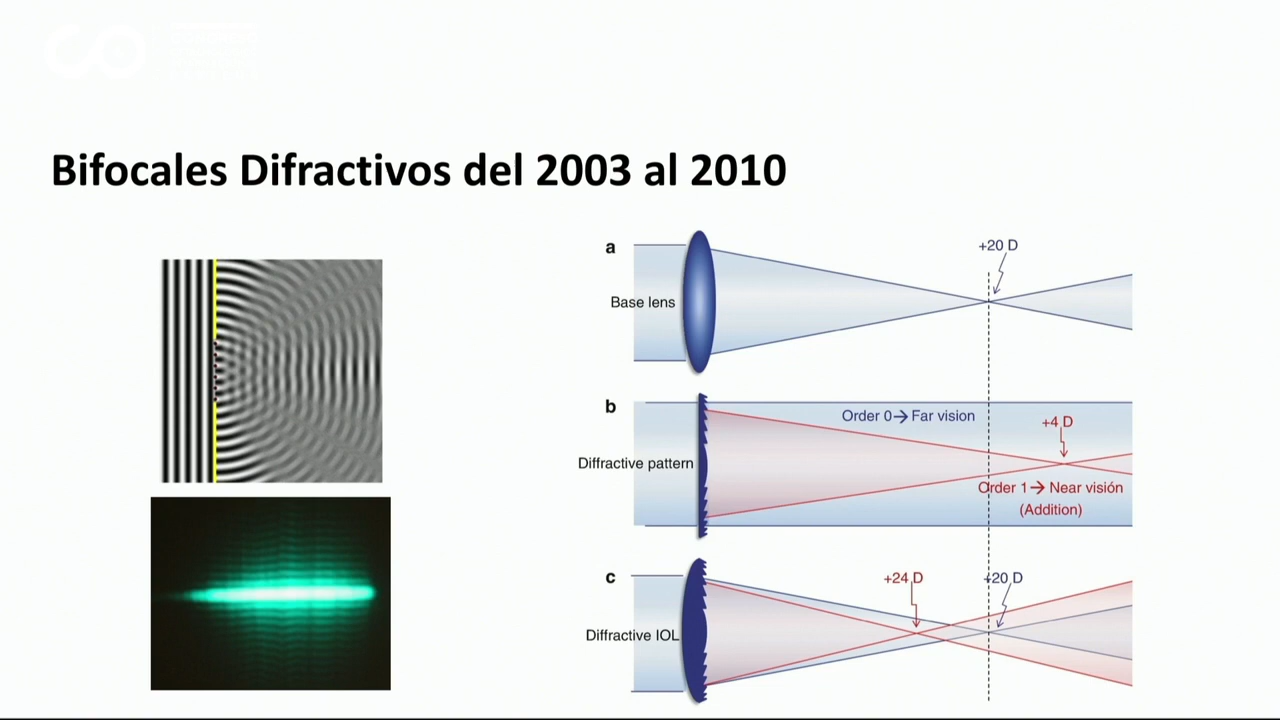 Bifocales Difractivos del 2003 al 2010
a
+20 D
Base lens
b
Order 0→ Far vision
+4 D
Diffractive pattern
Order 1→ Near visión
(Addition)
c
+24 D
+20 D
Diffractive IOL